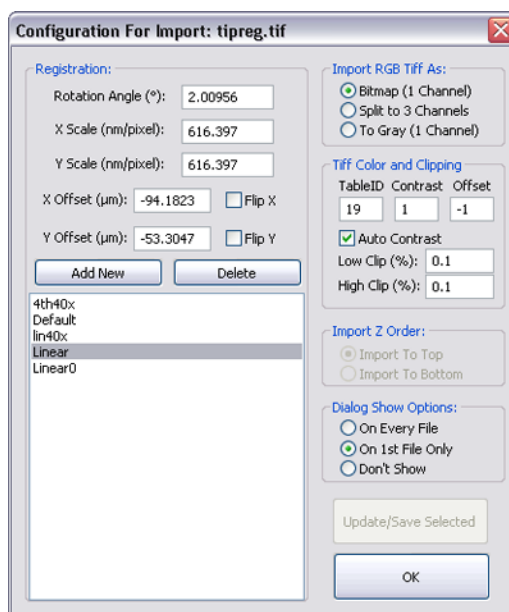 Configuration For Import: tipreg.tif
Registration:
Rotation Angle (°): 2.00956
X Scale (nm/pixel): 616.397
Y Scale (nm/pixel): 616.397
X Offset (µm): -94.1823 Flip X
Y Offset (µm): -53.3047 Flip Y
Add New Delete
4th40x
Default
lin40x
Linear
Linear0
Import RGB Tiff As:
Bitmap (1 Channel)
Split to 3 Channels
To Gray (1 Channel)
Tiff Color and Clipping
TableID Contrast Offset
19 1 -1
Auto Contrast
Low Clip (%): 0.1
High Clip (%): 0.1
Import Z Order:
Import To Top
Import To Bottom
Dialog Show Options:
On Every File
On 1st File Only
Don't Show
Update/Save Selected
OK